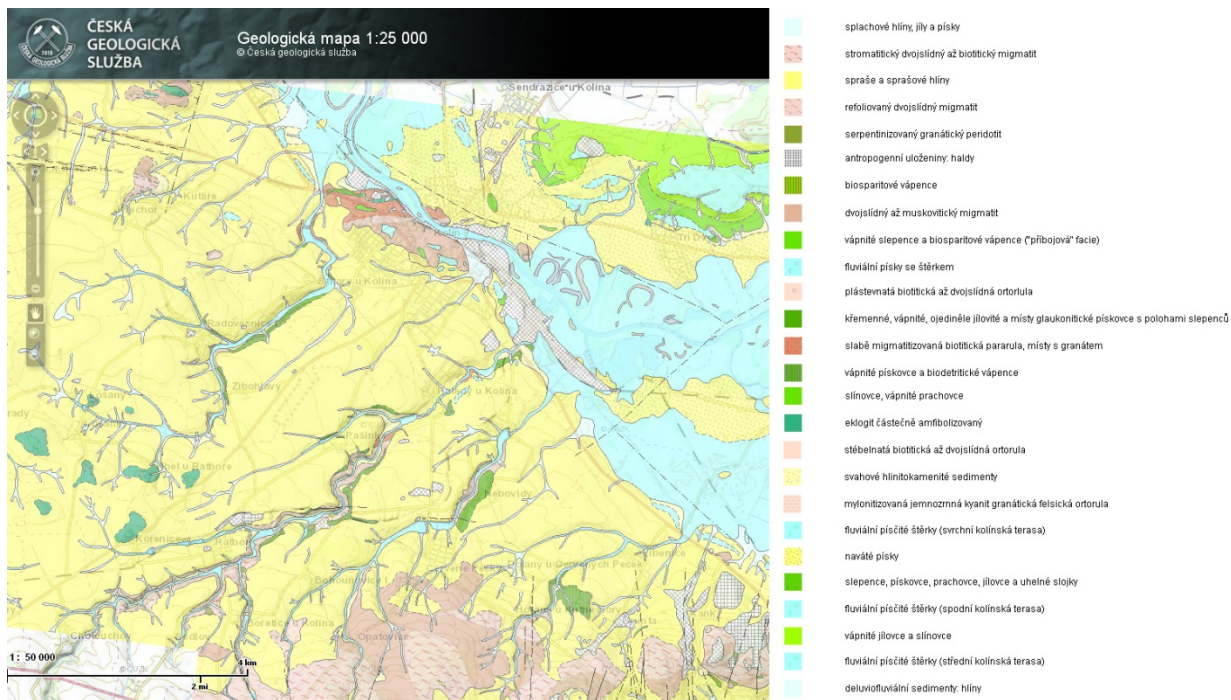 ČESKÁ
GEOLOGICKÁ
SLUŽBA
1919
Geologická mapa 1:25 000
© Česká geologická služba
Sendražice u Kolína
Kutlíře
Kolín
Radovesnice
Zibohlavy
Pašinka
Nebovidy
Kořenice
Opatovice
1 : 50 000
4 km
2 mi
splachové hlíny, jíly a písky
stromatitický dvojslídný až biotitický migmatit
spraše a sprašové hlíny
refoliovaný dvojslídný migmatit
serpentinizovaný granátický peridotit
antropogenní uloženiny: haldy
biosparitové vápence
dvojslídný až muskovitický migmatit
vápnité slepence a biosparitové vápence ("příbojová" facie)
fluviální písky se štěrkem
plástevnatá biotitická až dvojslídná ortorlula
křemenné, vápnité, ojediněle jílovité a místy glaukonitické pískovce s polohami slepenců
slabě migmatitizovaná biotitická pararula, místy s granátem
vápnité pískovce a biodetritické vápence
slínovce, vápnité prachovce
eklogit částečně amfibolizovaný
stébelnatá biotitická až dvojslídná ortorula
svahové hlinitokamenité sedimenty
mylonitizovaná jemnozrnná kyanit granátická felsická ortorula
fluviální písčité štěrky (svrchní kolínská terasa)
naváté písky
slepence, pískovce, prachovce, jílovce a uhelné slojky
fluviální písčité štěrky (spodní kolínská terasa)
vápnité jílovce a slínovce
fluviální písčité štěrky (střední kolínská terasa)
deluviofluviální sedimenty: hlíny